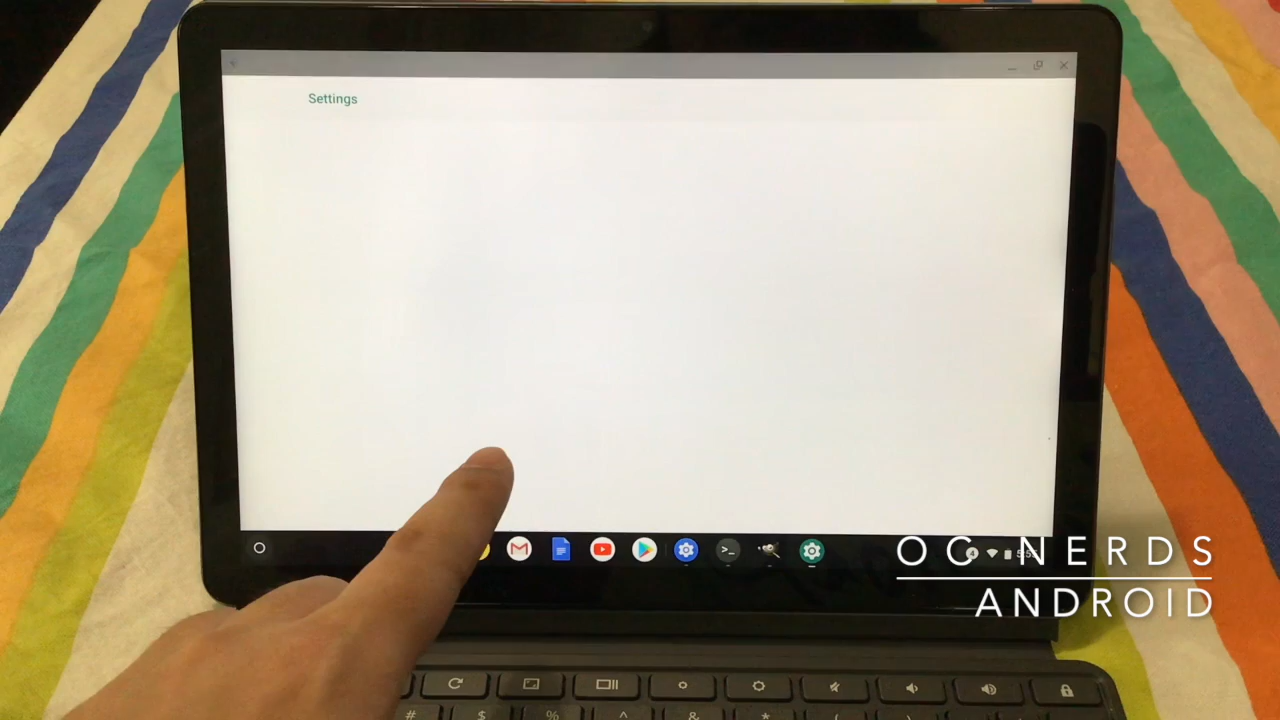 Settings
>_
OC NERDS
ANDROID
# $ % ^ & *